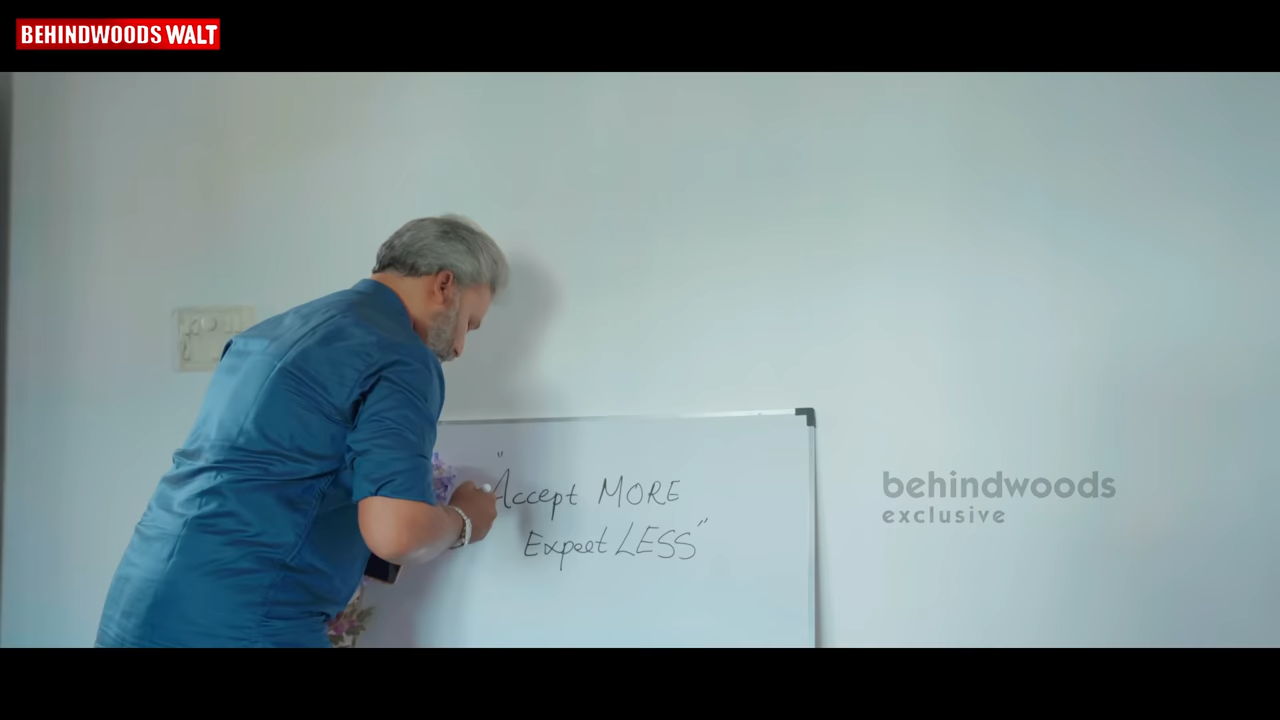 BEHINDWOODS WALT
"Accept MORE
Expect LESS"
behindwoods
exclusive